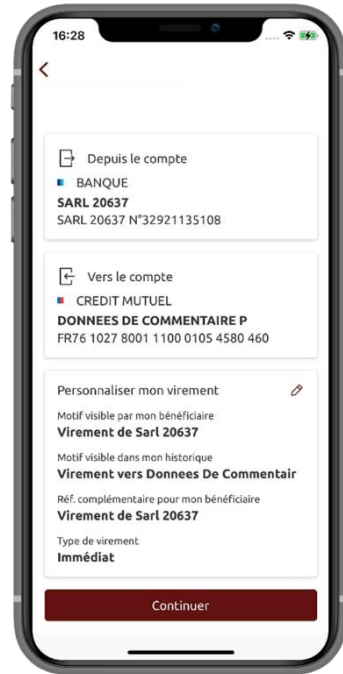 16:28
Depuis le compte
BANQUE
SARL 20637
SARL 20637 N°32921135108
Vers le compte
CREDIT MUTUEL
DONNEES DE COMMENTAIRE P
FR76 1027 8001 1100 0105 4580 460
Personnaliser mon virement
Motif visible par mon bénéficiaire
Virement de Sarl 20637
Motif visible dans mon historique
Virement vers Donnees De Commentair
Réf. complémentaire pour mon bénéficiaire
Virement de Sarl 20637
Type de virement
Immédiat
Continuer